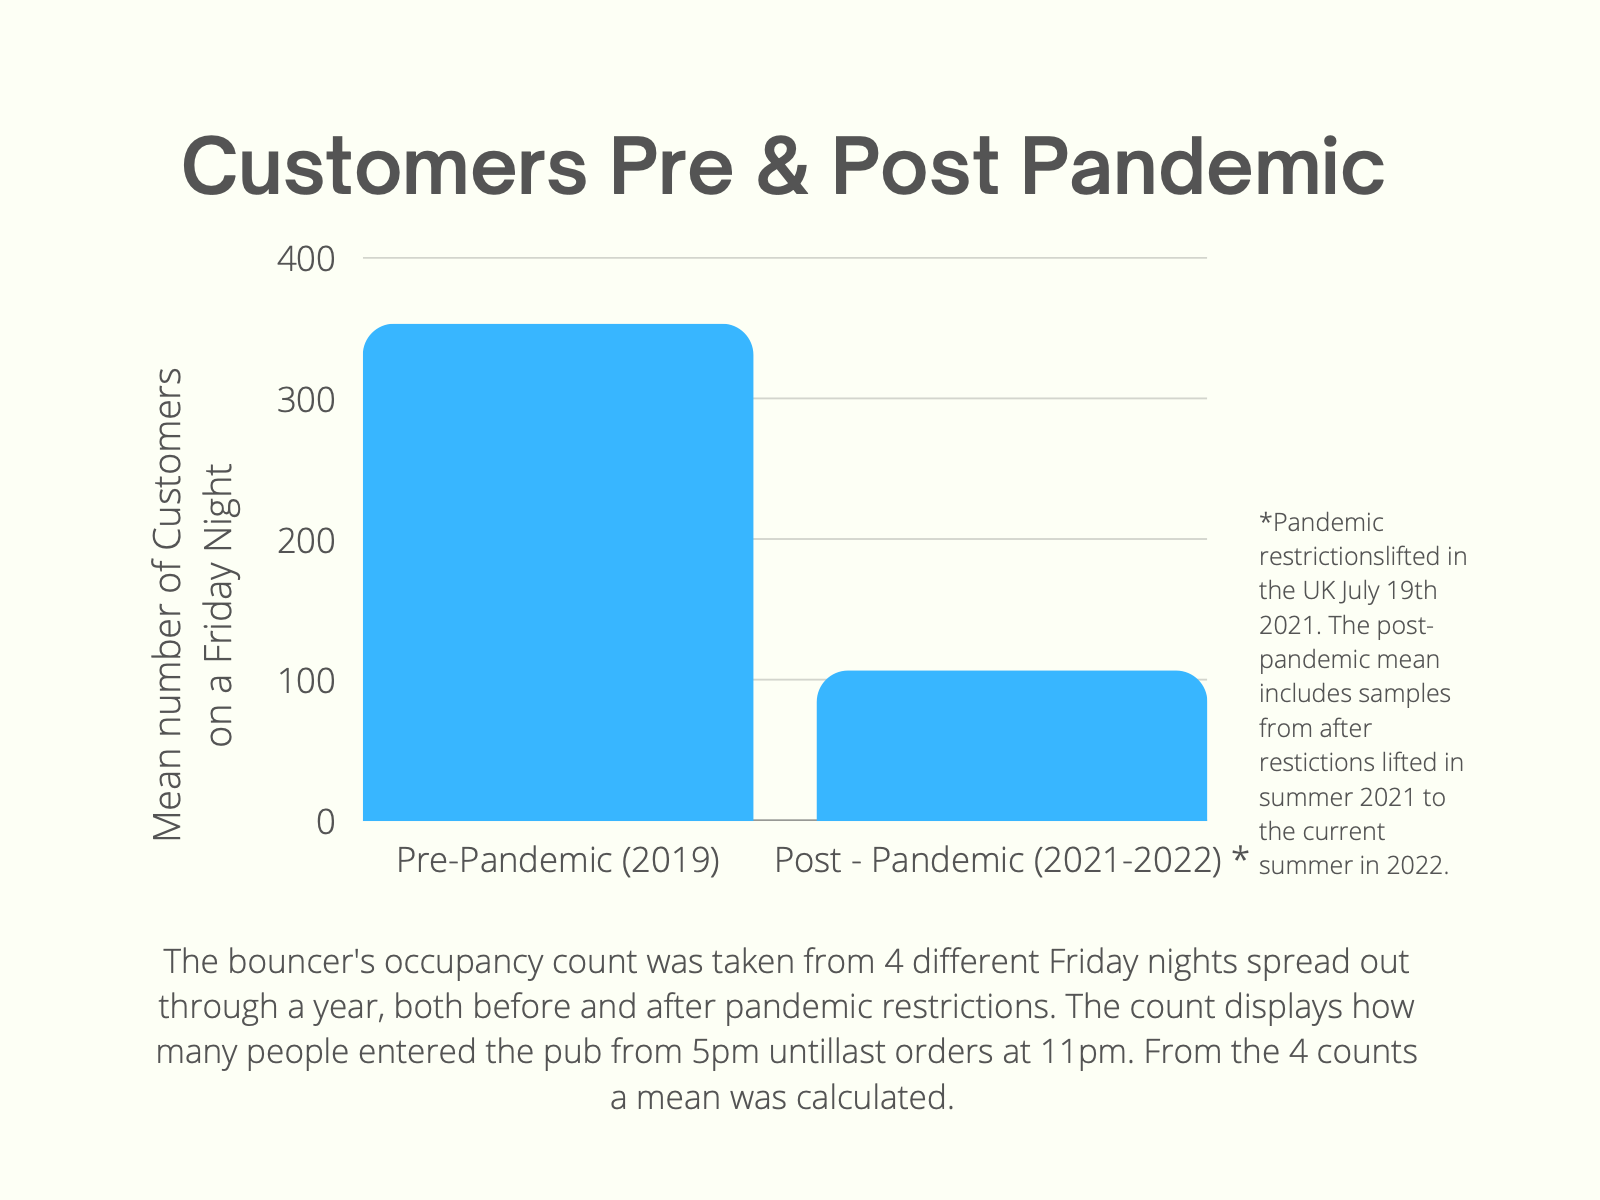 Customers Pre & Post Pandemic
Mean number of Customers
on a Friday Night
400
300
200
100
0
Pre-Pandemic (2019)
Post - Pandemic (2021-2022) *
*Pandemic
restrictionslifted in
the UK July 19th
2021. The post-
pandemic mean
includes samples
from after
restictions lifted in
summer 2021 to
the current
summer in 2022.
The bouncer's occupancy count was taken from 4 different Friday nights spread out
through a year, both before and after pandemic restrictions. The count displays how
many people entered the pub from 5pm untillast orders at 11pm. From the 4 counts
a mean was calculated.